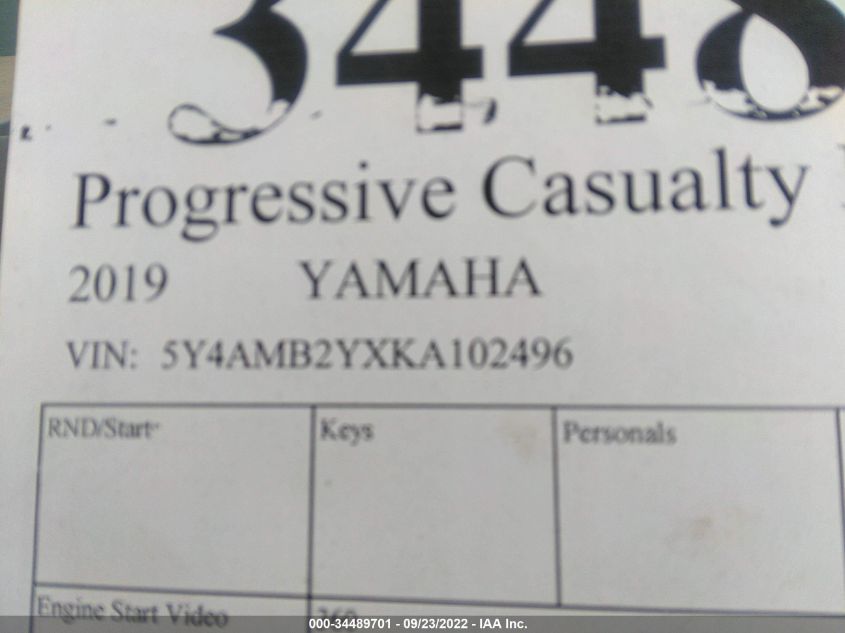 3448
Progressive Casualty
2019 YAMAHA
VIN: 5Y4AMB2YXKA102496
RND/Start
Keys
Personals
Engine Start Video
360
000-34489701 - 09/23/2022 - IAA Inc.